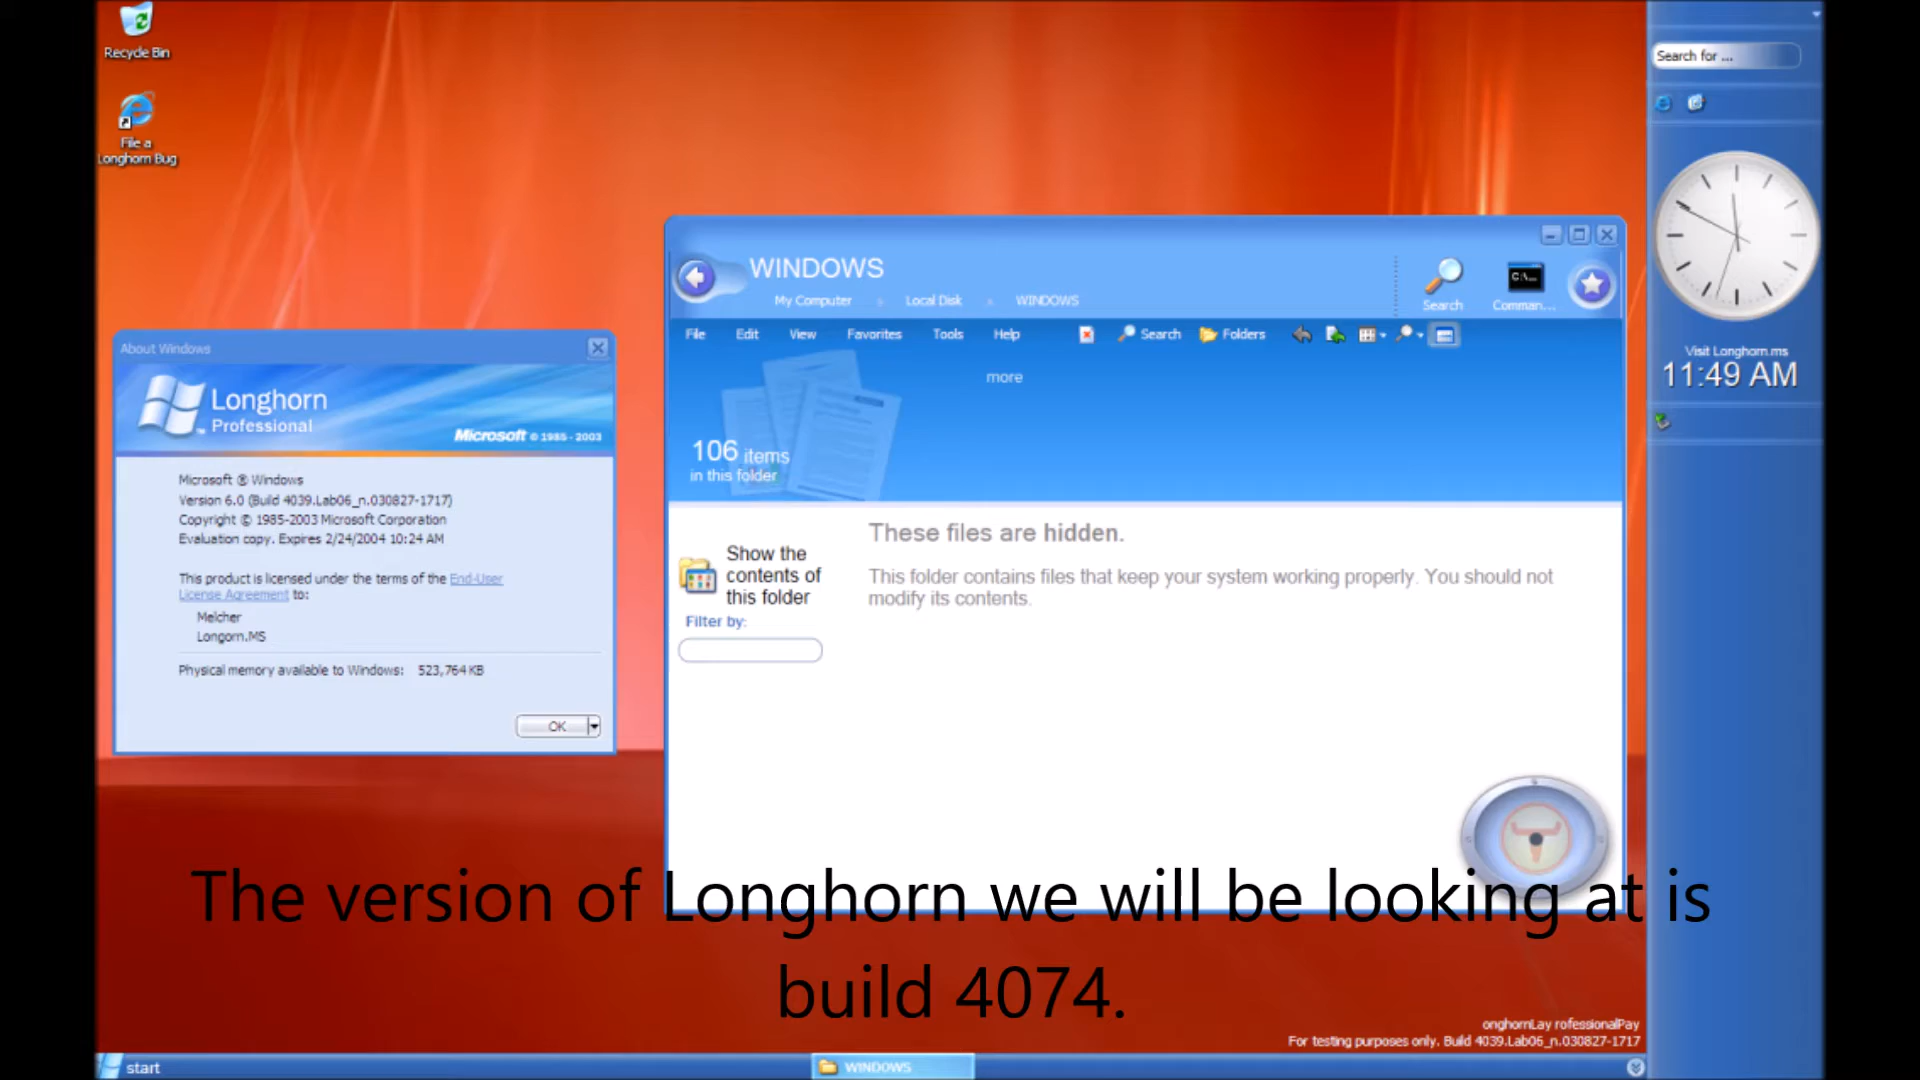 Recycle Bin
File a
Longhorn Bug
Search for ...
WINDOWS
My Computer
Local Disk
WINDOWS
Search
Comman...
C:\...
File Edit View Favorites Tools Help Search Folders
more
106 items
in this folder
These files are hidden.
This folder contains files that keep your system working properly. You should not
modify its contents.
Show the
contents of
this folder
Filter by:
Visit Longhorn.ms
11:49 AM
About Windows
Longhorn
Professional
Microsoft © 1985 - 2003
Microsoft ® Windows
Version 6.0 (Build 4039.Lab06_n.030827-1717)
Copyright © 1985-2003 Microsoft Corporation
Evaluation copy. Expires 2/24/2004 10:24 AM
This product is licensed under the terms of the End-User
License Agreement to:
Melcher
Longorn.MS
Physical memory available to Windows: 523,764 KB
OK
The version of Longhorn we will be looking at is
build 4074.
onghornLay rofessionalPay
For testing purposes only. Build 4039.Lab06_n.030827-1717
start
WINDOWS